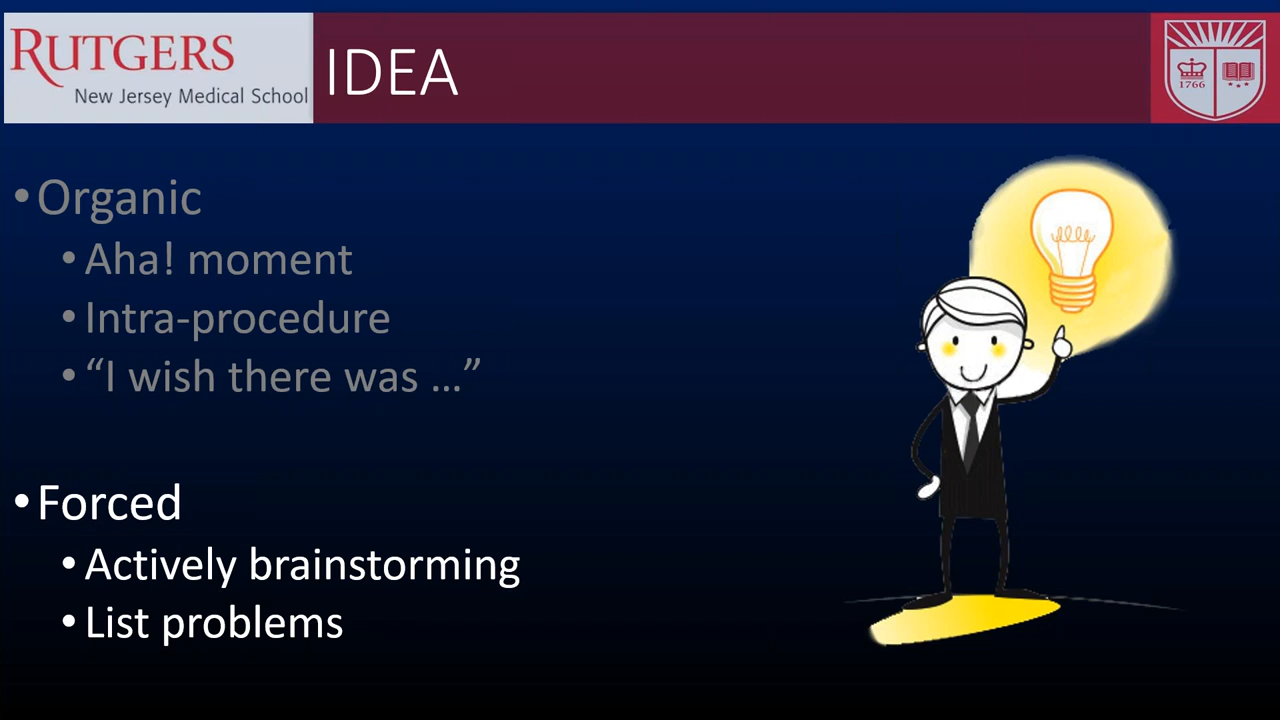 RUTGERS
New Jersey Medical School
IDEA
1766
• Organic
• Aha! moment
• Intra-procedure
• “I wish there was …”
• Forced
• Actively brainstorming
• List problems